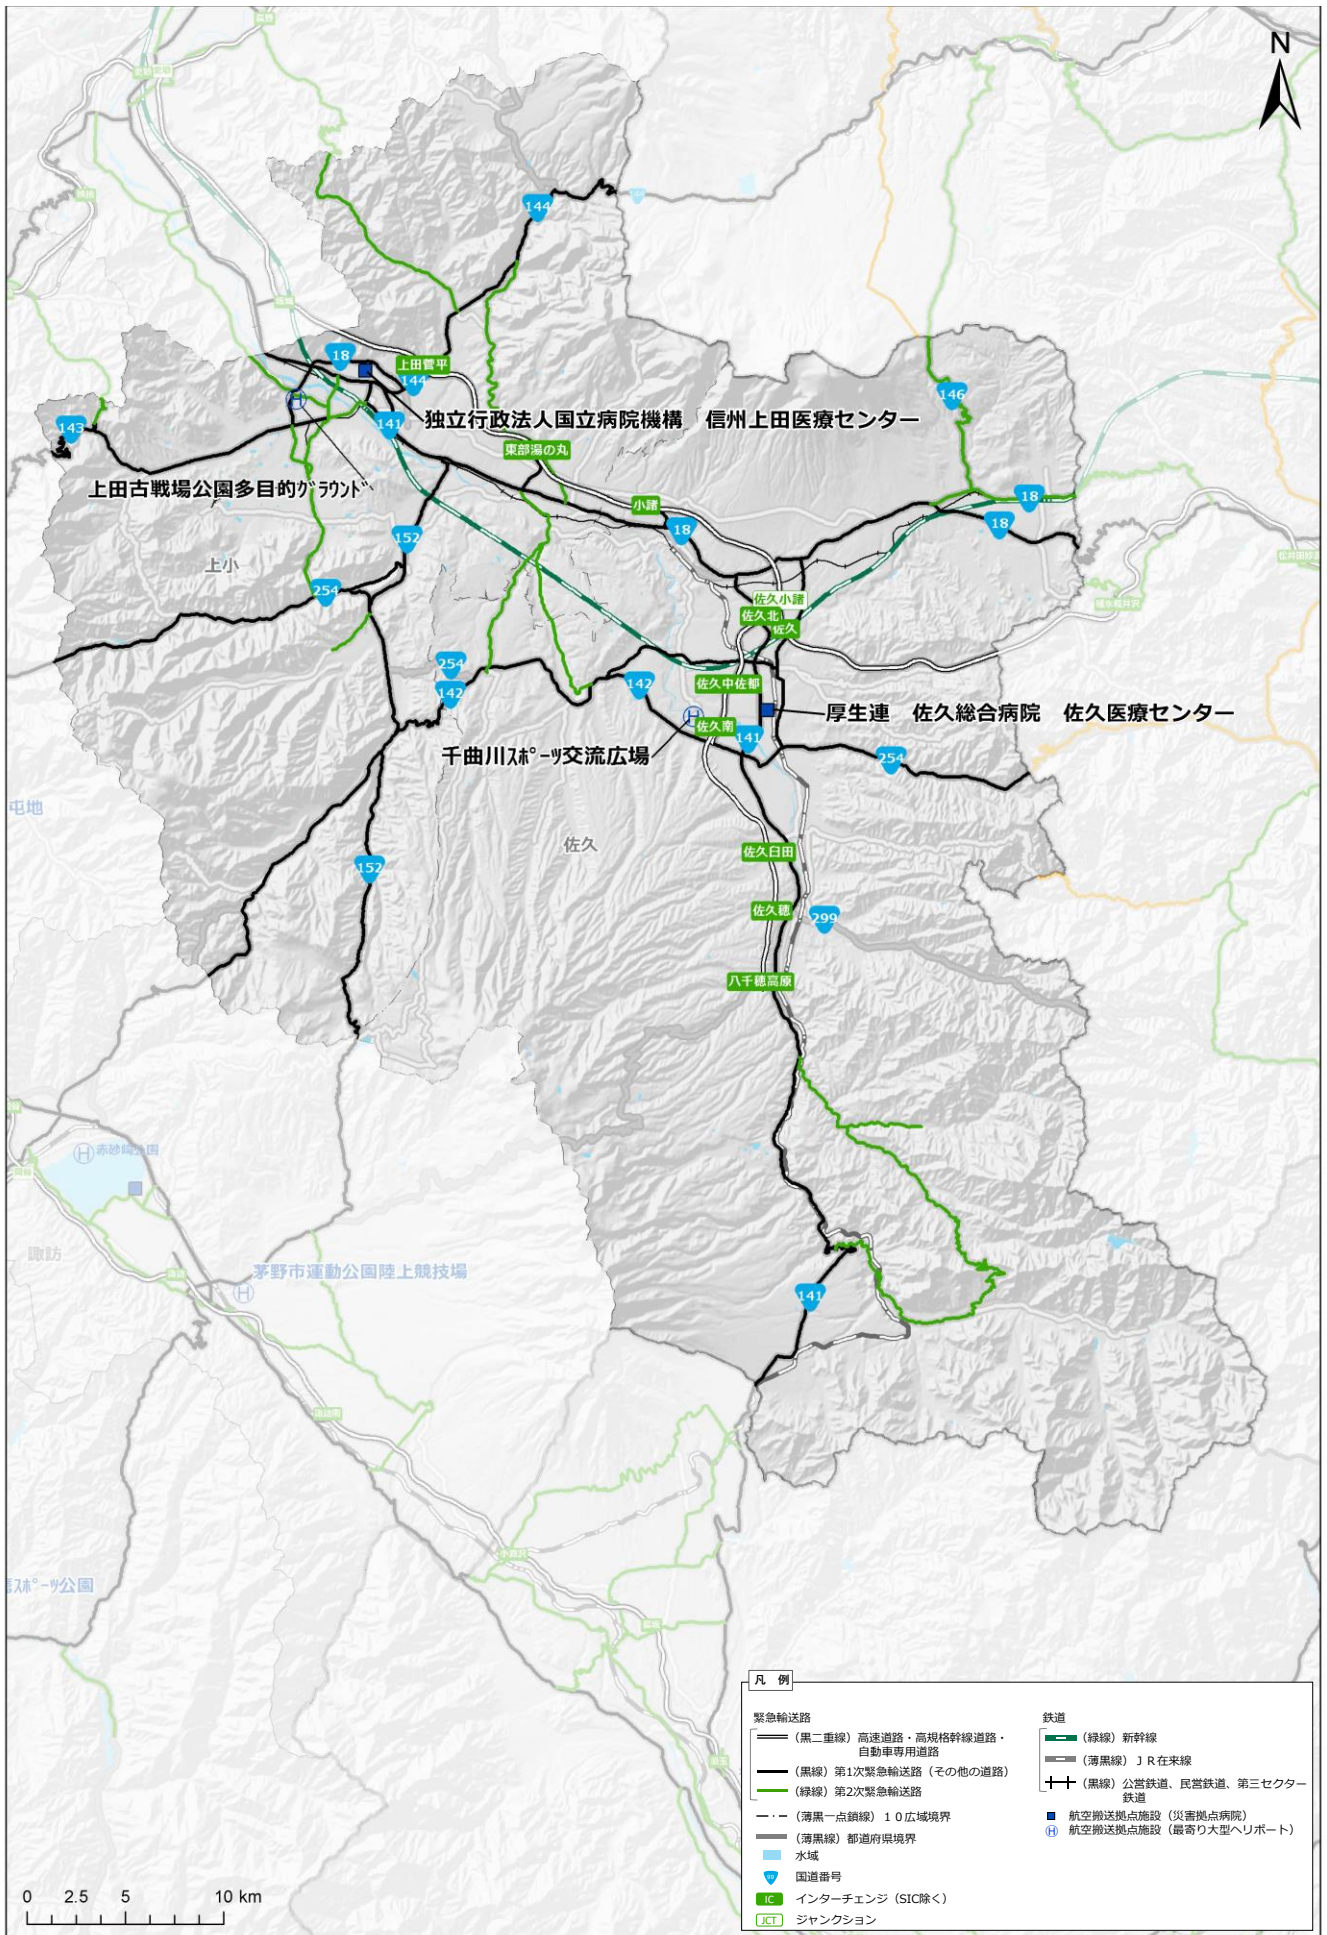 N
144
144
18
上田菅平
144
146
143
141
独立行政法人国立病院機構　信州上田医療センター
東部湯の丸
上田古戦場公園多目的ｸﾞﾗｳﾝﾄﾞ
小諸
18
18
18
152
上小
254
佐久小諸
佐久北
佐久
254
142
142
佐久中佐都
佐久南
厚生連　佐久総合病院　佐久医療センター
141
千曲川ｽﾎﾟｰﾂ交流広場
254
屯地
佐久
佐久臼田
152
佐久穂
299
八千穂高原
赤砂崎公園
諏訪
茅野市運動公園陸上競技場
141
小淵沢
ｽﾎﾟｰﾂ公園
凡　例
緊急輸送路
（黒二重線）高速道路・高規格幹線道路・
自動車専用道路
（黒線）第1次緊急輸送路（その他の道路）
（緑線）第2次緊急輸送路
（薄黒一点鎖線）１０広域境界
（薄黒線）都道府県境界
水域
国道番号
IC インターチェンジ（SIC除く）
JCT ジャンクション
鉄道
（緑線）新幹線
（薄黒線）ＪＲ在来線
（黒線）公営鉄道、民営鉄道、第三セクター
鉄道
航空搬送拠点施設（災害拠点病院）
H 航空搬送拠点施設（最寄り大型ヘリポート）
0 2.5 5 10 km